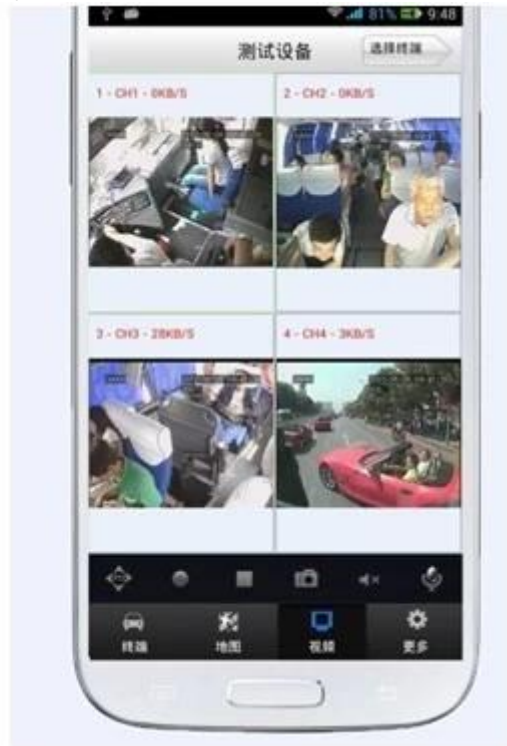 81% 9:48
测试设备 选择终端
1 - CH1 - 0KB/S 2 - CH2 - 0KB/S
3 - CH3 - 28KB/S 4 - CH4 - 3KB/S
终端 地图 视频 更多